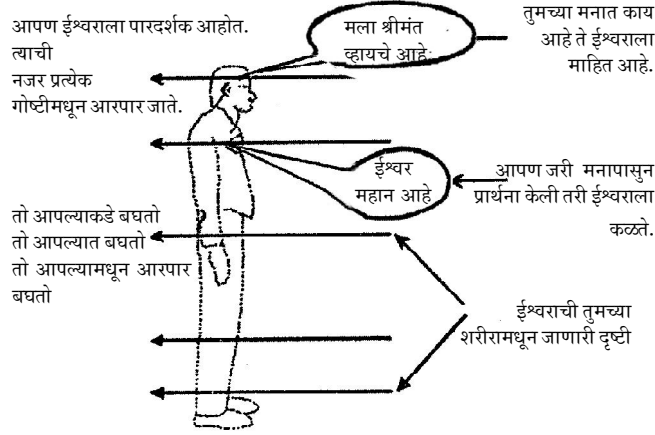 आपण ईश्वराला पारदर्शक आहोत.
त्याची
नजर प्रत्येक
गोष्टीमधून आरपार जाते.
मला श्रीमंत
व्हायचे आहे
तुमच्या मनात काय
आहे ते ईश्वराला
माहित आहे.
ईश्वर
महान आहे
आपण जरी मनापासुन
प्रार्थना केली तरी ईश्वराला
कळते.
तो आपल्याकडे बघतो
तो आपल्यात बघतो
तो आपल्यामधून आरपार
बघतो
ईश्वराची तुमच्या
शरीरामधून जाणारी दृष्टी